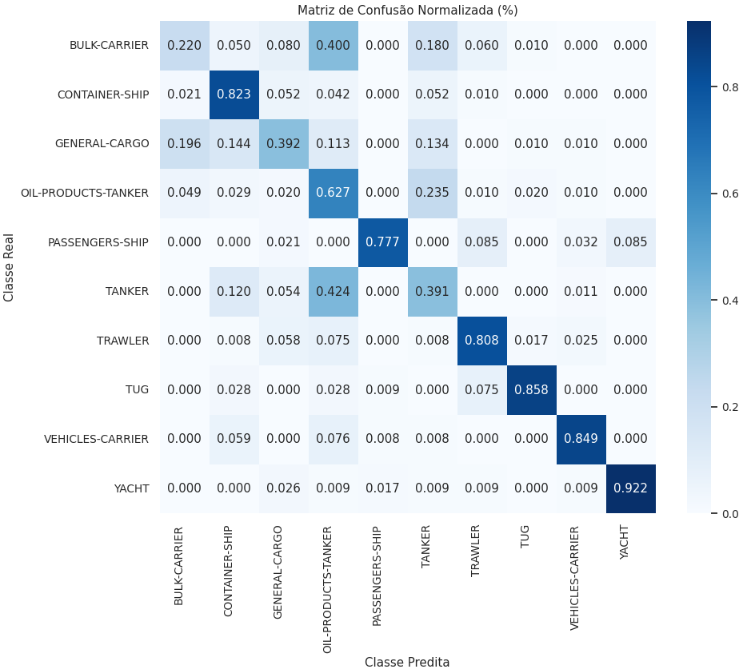 Matriz de Confusão Normalizada (%)
BULK-CARRIER 0.220 0.050 0.080 0.400 0.000 0.180 0.060 0.010 0.000 0.000
CONTAINER-SHIP 0.021 0.823 0.052 0.042 0.000 0.052 0.010 0.000 0.000 0.000
GENERAL-CARGO 0.196 0.144 0.392 0.113 0.000 0.134 0.000 0.010 0.010 0.000
OIL-PRODUCTS-TANKER 0.049 0.029 0.020 0.627 0.000 0.235 0.010 0.020 0.010 0.000
PASSENGERS-SHIP 0.000 0.000 0.021 0.000 0.777 0.000 0.085 0.000 0.032 0.085
TANKER 0.000 0.120 0.054 0.424 0.000 0.391 0.000 0.000 0.011 0.000
TRAWLER 0.000 0.008 0.058 0.075 0.000 0.008 0.808 0.017 0.025 0.000
TUG 0.000 0.028 0.000 0.028 0.009 0.000 0.075 0.858 0.000 0.000
VEHICLES-CARRIER 0.000 0.059 0.000 0.076 0.008 0.008 0.000 0.000 0.849 0.000
YACHT 0.000 0.000 0.026 0.009 0.017 0.009 0.009 0.000 0.009 0.922
Classe Real
BULK-CARRIER
CONTAINER-SHIP
GENERAL-CARGO
OIL-PRODUCTS-TANKER
PASSENGERS-SHIP
TANKER
TRAWLER
TUG
VEHICLES-CARRIER
YACHT
Classe Predita
0.8
0.6
0.4
0.2
0.0